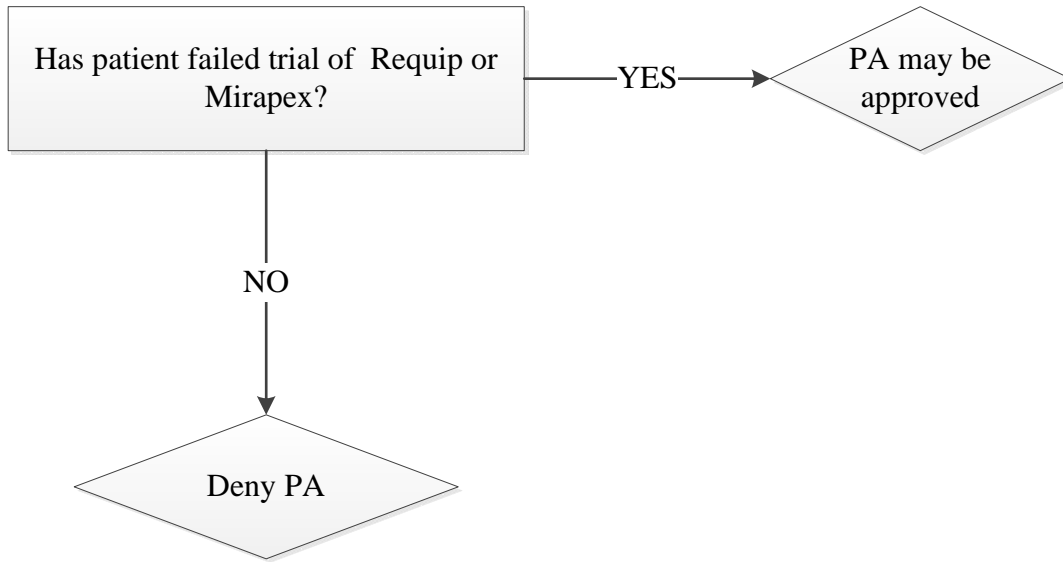 Has patient failed trial of  Requip or
Mirapex?
YES
PA may be
approved
NO
Deny PA